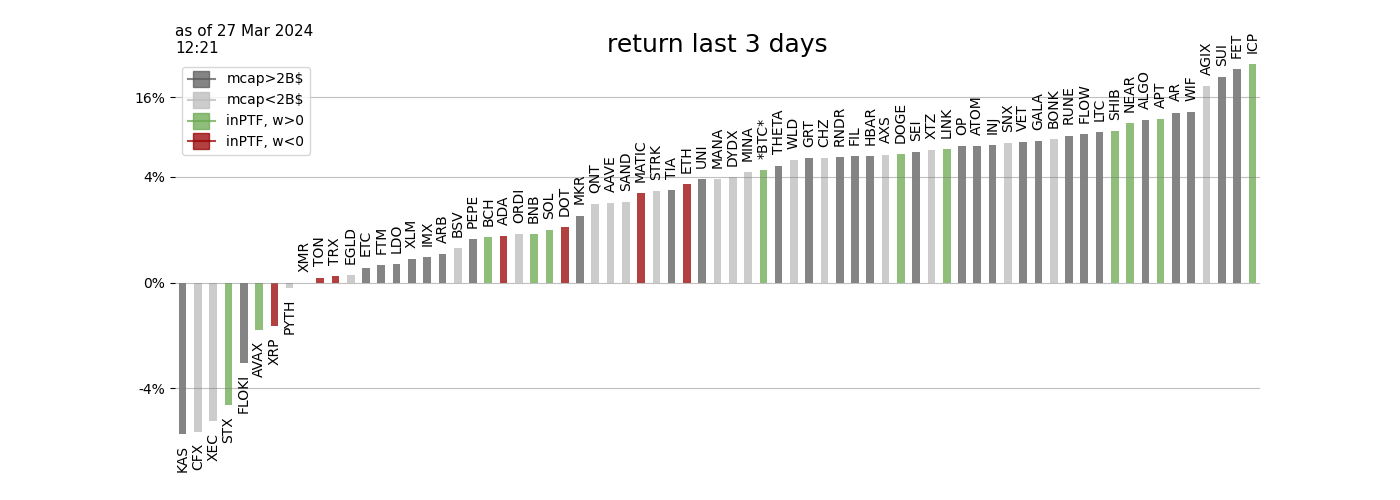 as of 27 Mar 2024
12:21
return last 3 days
mcap>2B$
mcap<2B$
inPTF, w>0
inPTF, w<0
16%
4%
0%
-4%
KAS
CFX
XEC
STX
FLOKI
AVAX
XRP
PYTH
XMR
TON
TRX
EGLD
ETC
FTM
LDO
XLM
IMX
ARB
BSV
PEPE
BCH
ADA
ORDI
BNB
SOL
DOT
MKR
QNT
AAVE
SAND
MATIC
STRK
TIA
ETH
UNI
MANA
DYDX
MINA
*BTC*
THETA
WLD
GRT
CHZ
RNDR
FIL
HBAR
AXS
DOGE
SEI
XTZ
LINK
OP
ATOM
INJ
SNX
VET
GALA
BONK
RUNE
FLOW
LTC
SHIB
NEAR
ALGO
APT
AR
WIF
AGIX
SUI
FET
ICP